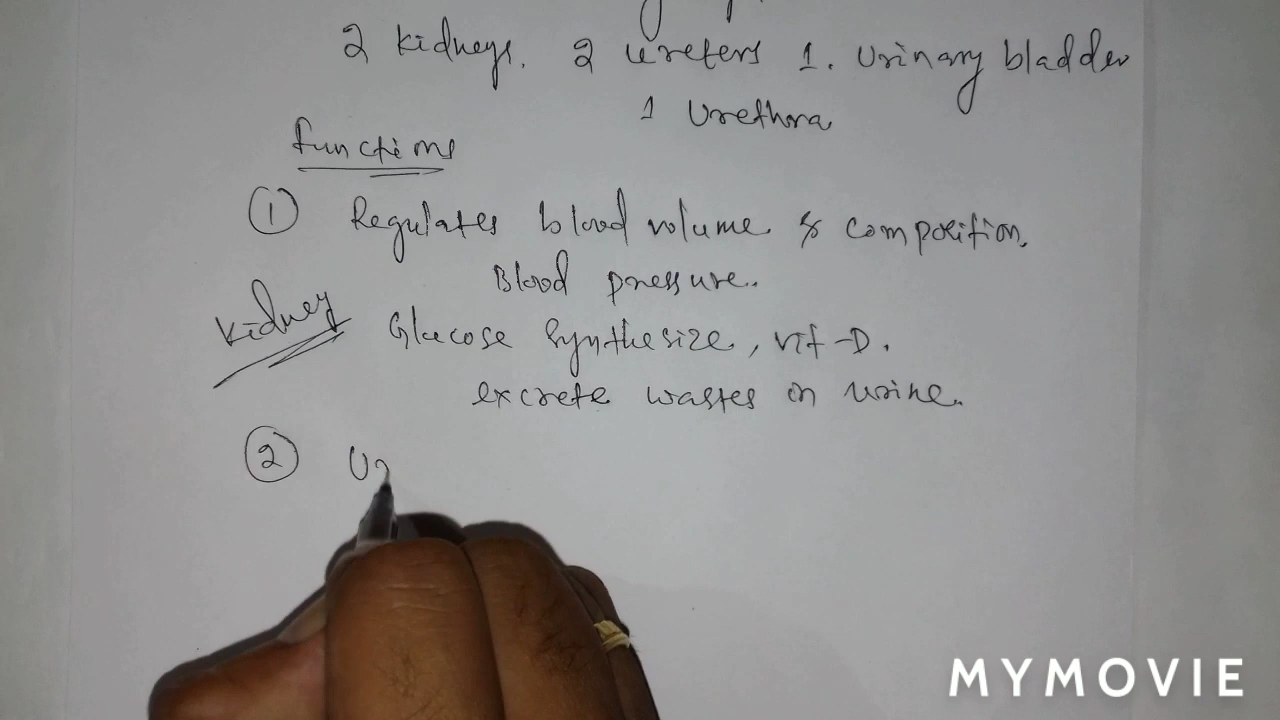 2 Kidneys. 2 Ureters 1. Urinary bladder
1 Urethra
Functions
① Regulates blood volume & composition.
Blood pressure.
Kidney
Glucose synthesize, vit-D.
excrete wastes in urine.
② Ur
MYMOVIE